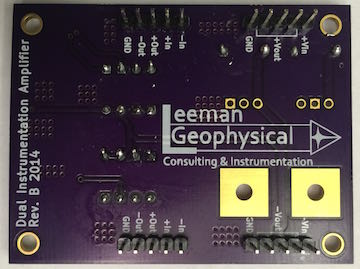 GND
-Out
+Out
+In
-In
GND
+Vout
+Vin
Dual Instrumentation Amplifier
Rev. B 2014
Leeman
Geophysical
Consulting & Instrumentation
GND
-Out
+Out
+In
-In
GND
-Vout
-Vin